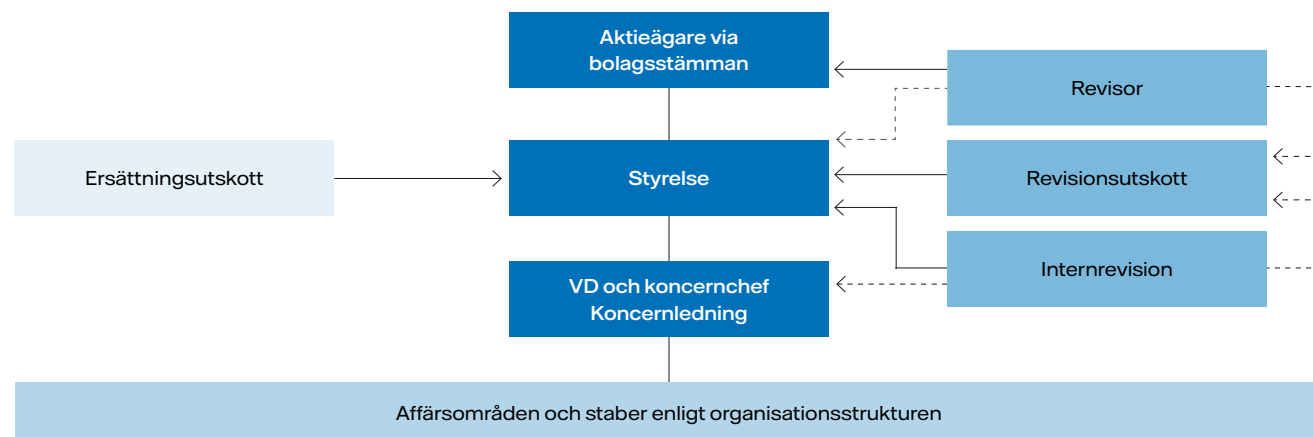 Aktieägare via
bolagsstämman
Revisor
Ersättningsutskott
Styrelse
Revisionsutskott
Internrevision
VD och koncernchef
Koncernledning
Affärsområden och staber enligt organisationsstrukturen